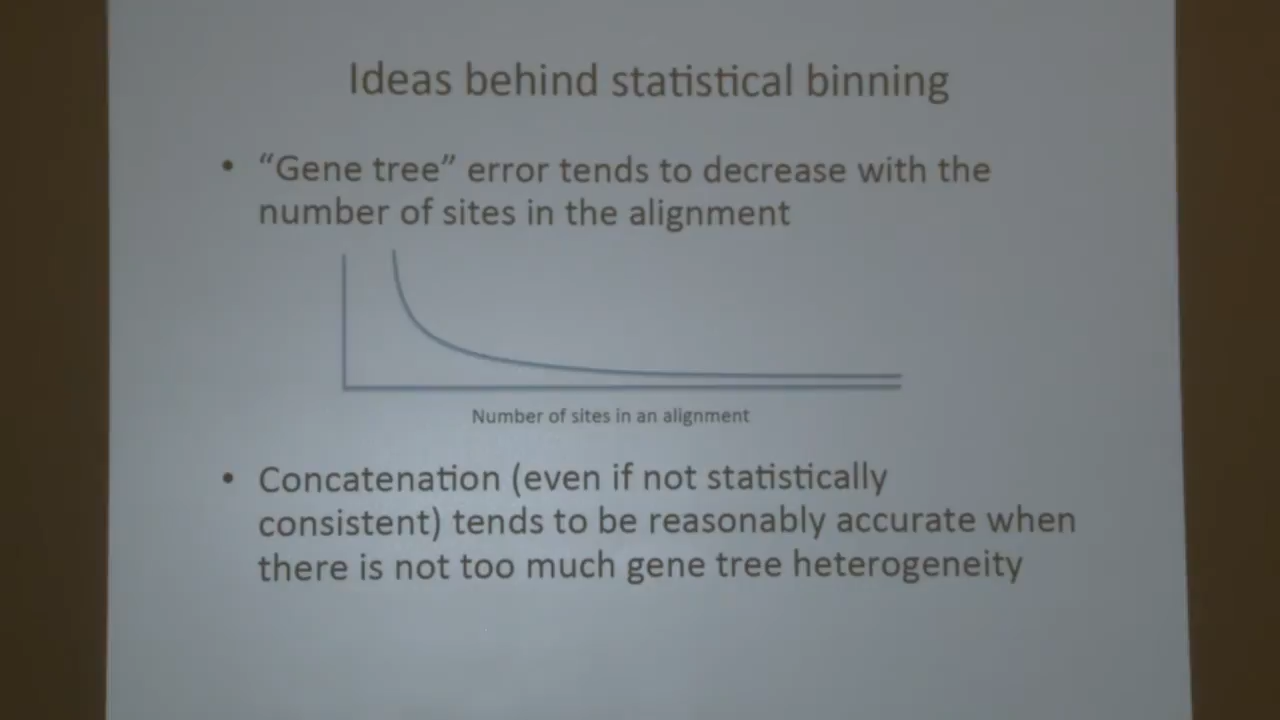 Ideas behind statistical binning
• “Gene tree” error tends to decrease with the
number of sites in the alignment
Number of sites in an alignment
• Concatenation (even if not statistically
consistent) tends to be reasonably accurate when
there is not too much gene tree heterogeneity